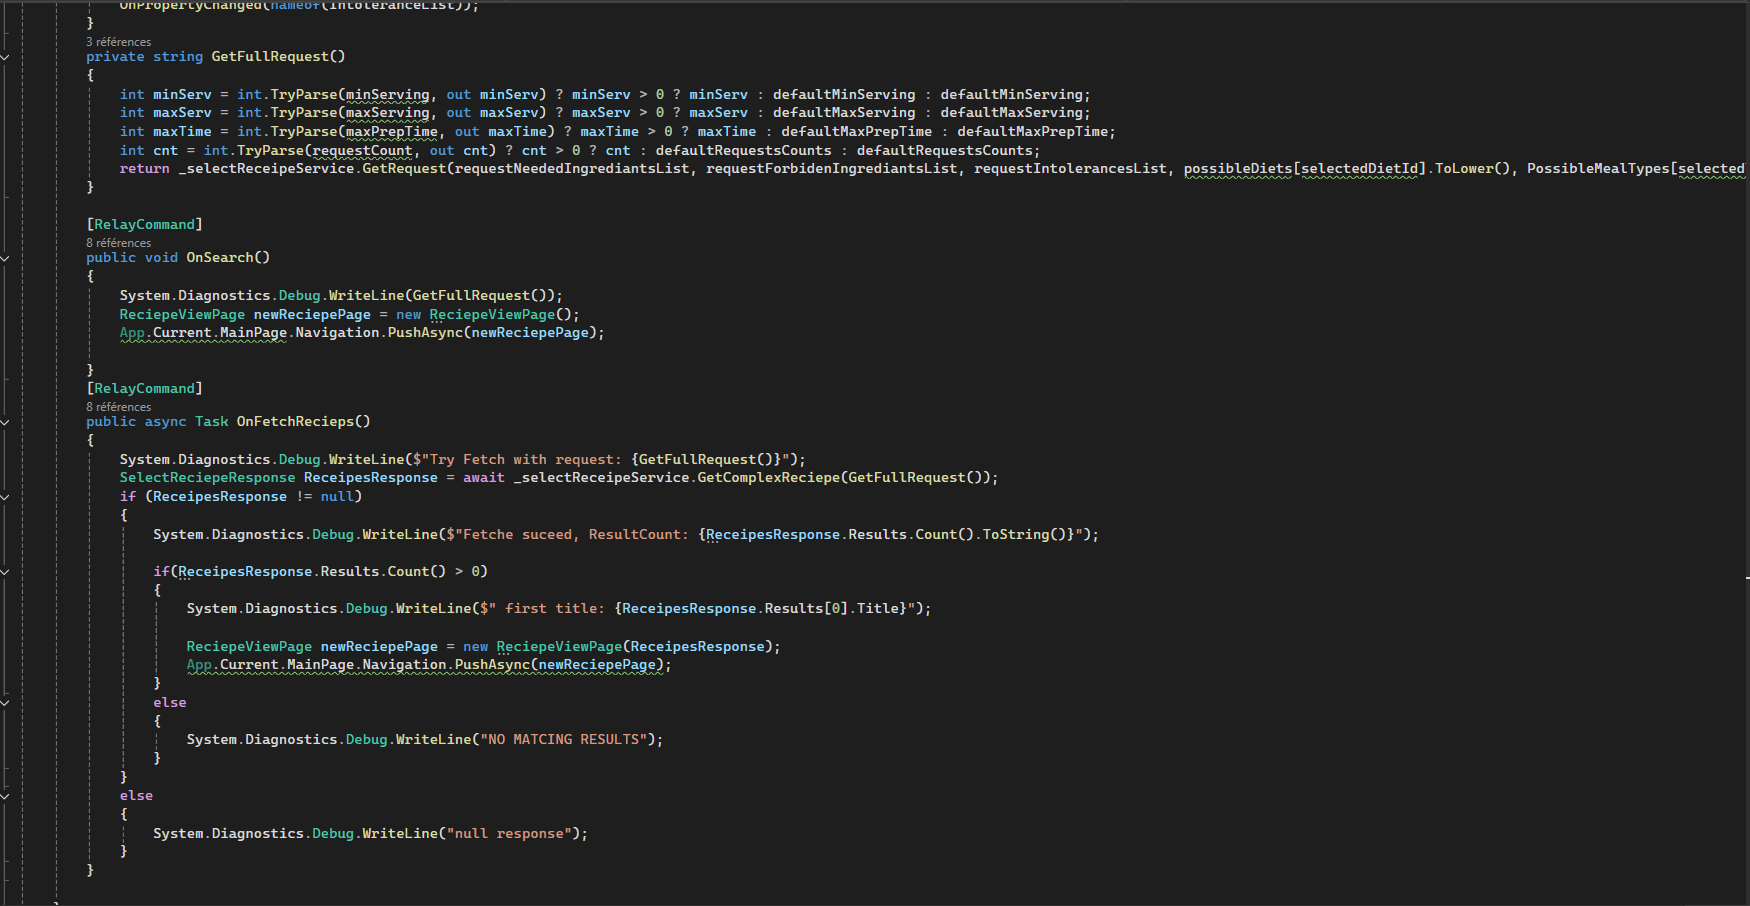 OnPropertyChanged(nameof(IntoleranceList));
}
3 références
private string GetFullRequest()
{
int minServ = int.TryParse(minServing, out minServ) ? minServ > 0 ? minServ : defaultMinServing : defaultMinServing;
int maxServ = int.TryParse(maxServing, out maxServ) ? maxServ > 0 ? maxServ : defaultMaxServing : defaultMaxServing;
int maxTime = int.TryParse(maxPrepTime, out maxTime) ? maxTime > 0 ? maxTime : defaultMaxPrepTime : defaultMaxPrepTime;
int cnt = int.TryParse(requestCount, out cnt) ? cnt > 0 ? cnt : defaultRequestsCounts : defaultRequestsCounts;
return _selectReceipeService.GetRequest(requestNeededIngrediantsList, requestForbidenIngrediantsList, requestIntolerancesList, possibleDiets[selectedDietId].ToLower(), PossibleMealTypes[selected
}
[RelayCommand]
8 références
public void OnSearch()
{
System.Diagnostics.Debug.WriteLine(GetFullRequest());
ReciepeViewPage newReciepePage = new ReciepeViewPage();
App.Current.MainPage.Navigation.PushAsync(newReciepePage);
}
[RelayCommand]
8 références
public async Task OnFetchRecieps()
{
System.Diagnostics.Debug.WriteLine($"Try Fetch with request: {GetFullRequest()}");
SelectReciepeResponse ReceipesResponse = await _selectReceipeService.GetComplexReciepe(GetFullRequest());
if (ReceipesResponse != null)
{
System.Diagnostics.Debug.WriteLine($"Fetche suceed, ResultCount: {ReceipesResponse.Results.Count().ToString()}");
if(ReceipesResponse.Results.Count() > 0)
{
System.Diagnostics.Debug.WriteLine($" first title: {ReceipesResponse.Results[0].Title}");
ReciepeViewPage newReciepePage = new ReciepeViewPage(ReceipesResponse);
App.Current.MainPage.Navigation.PushAsync(newReciepePage);
}
else
{
System.Diagnostics.Debug.WriteLine("NO MATCING RESULTS");
}
}
else
{
System.Diagnostics.Debug.WriteLine("null response");
}
}